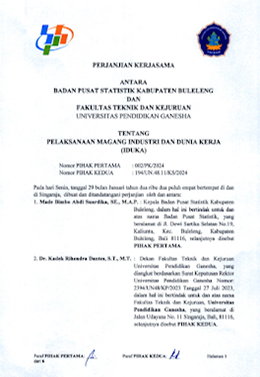 PERJANJIAN KERJASAMA
ANTARA
BADAN PUSAT STATISTIK KABUPATEN BULELENG
DAN
FAKULTAS TEKNIK DAN KEJURUAN
UNIVERSITAS PENDIDIKAN GANESHA
TENTANG
PELAKSANAAN MAGANG INDUSTRI DAN DUNIA KERJA
(IDUKA)
Nomor PIHAK PERTAMA : 002/PK/2024
Nomor PIHAK KEDUA : 194/UN.48.11/KS/2024
Pada hari Senin, tanggal 29 bulan Januari tahun dua ribu dua puluh empat bertempat di
di Singaraja, dibuat dan ditandatangani perjanjian oleh dan antara:
1. Made Bimbo Abdi Suardika, SE., M.A.P. : Kepala Badan Pusat Statistik Kabupaten
Buleleng, dalam hal ini bertindak untuk dan
atas nama Badan Pusat Statistik, yang
beralamat di Jl. Dewi Sartika Selatan No.19,
Kaliuntu, Kec. Buleleng, Kabupaten
Buleleng, Bali 81116, selanjutnya disebut
PIHAK PERTAMA.
2. Dr. Kadek Rihendra Dantes, S.T., MT. : Dekan Fakultas Teknik dan Kejuruan
Universitas Pendidikan Ganesha, yang
diangkat berdasarkan Surat Keputusan Rektor
Universitas Pendidikan Ganesha Nomor:
2194/UN48/KP/2023 Tanggal 27 Juli 2023,
dalam hal ini bertindak untuk dan atas nama
Fakultas Teknik dan Kejuruan, Universitas
Pendidikan Ganesha, yang beralamat di
Jalan Udayana No. 11 Singaraja, Bali, 81116,
selanjutnya disebut PIHAK KEDUA.
Paraf PIHAK PERTAMA: Paraf PIHAK KEDUA: Halaman 1
dari 6